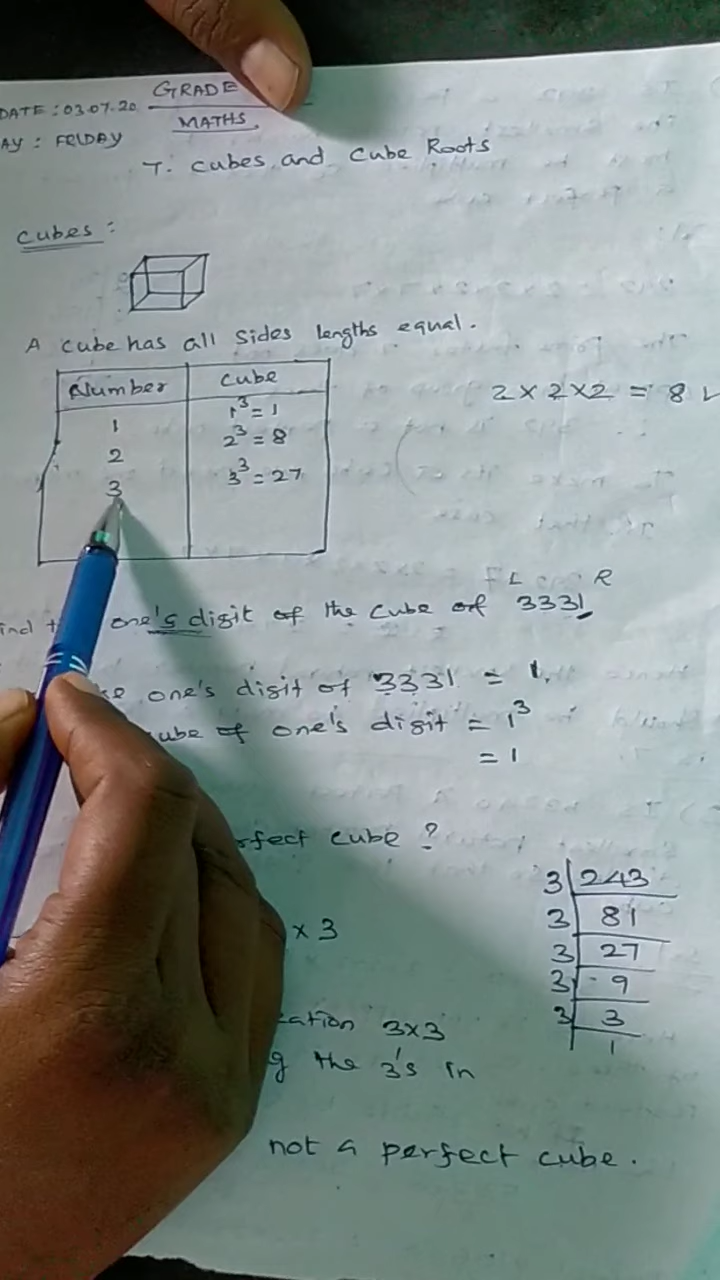 DATE : 03.07.20
GRADE
AY : FRIDAY
MATHS.
7. Cubes and Cube Roots
Cubes :
A cube has all sides lengths equal.
Number Cube
1 1³ = 1
2 2³ = 8
3 3³ = 27
2 × 2 × 2 = 8
L R
one's digit of the cube of 3331
one's digit of 3331 = 1
ube of one's digit = 1³
= 1
rfect cube ?
3 | 243
3 | 81
3 | 27
3 | 9
3 | 3
1
× 3
ation 3×3
g the 3's in
not a perfect cube.